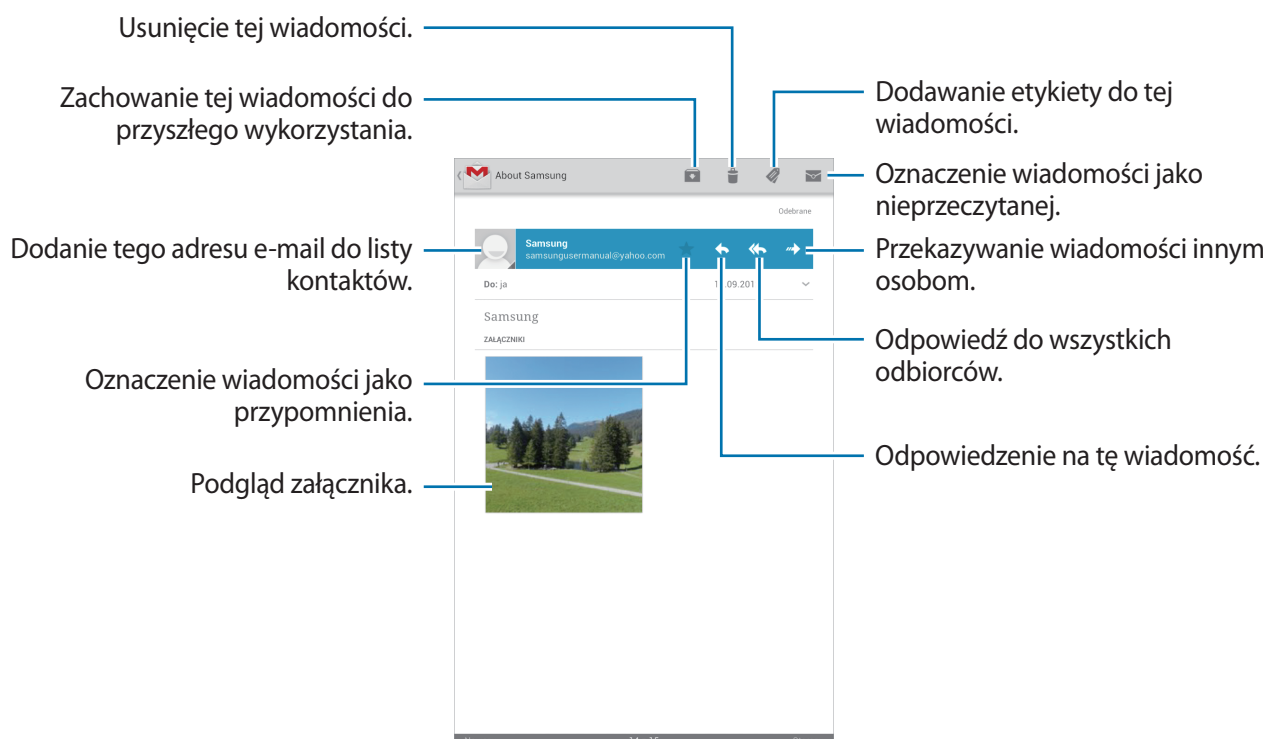 Usunięcie tej wiadomości.
Zachowanie tej wiadomości do
przyszłego wykorzystania.
Dodawanie etykiety do tej
wiadomości.
Oznaczenie wiadomości jako
nieprzeczytanej.
About Samsung
Odebrane
Dodanie tego adresu e-mail do listy
kontaktów.
Samsung
samsungusermanual@yahoo.com
Przekazywanie wiadomości innym
osobom.
Do: ja
Samsung
ZAŁĄCZNIKI
Odpowiedź do wszystkich
odbiorców.
Oznaczenie wiadomości jako
przypomnienia.
Odpowiedzenie na tę wiadomość.
Podgląd załącznika.